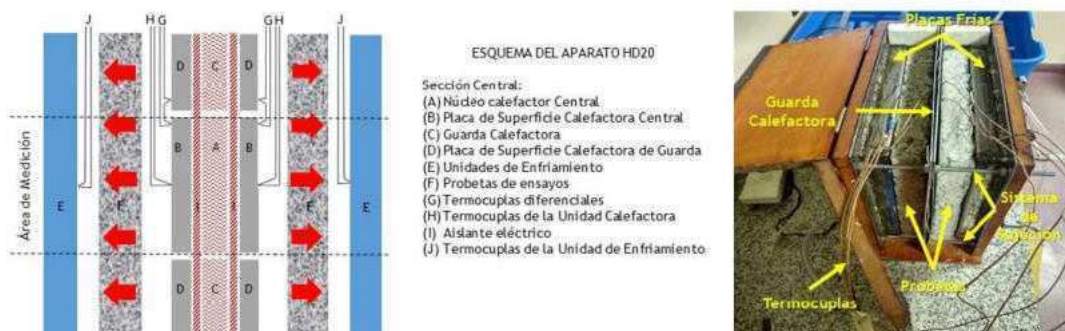 J H G G H J
D C D
B A B
E F I I F E
D C D
Área de Medición
ESQUEMA DEL APARATO HD20
Sección Central:
(A) Núcleo calefactor Central
(B) Placa de Superficie Calefactora Central
(C) Guarda Calefactora
(D) Placa de Superficie Calefactora de Guarda
(E) Unidades de Enfriamiento
(F) Probetas de ensayos
(G) Termocuplas diferenciales
(H) Termocuplas de la Unidad Calefactora
(I) Aislante eléctrico
(J) Termocuplas de la Unidad de Enfriamiento
Placas Frías
Guarda
Calefactora
Sistema
de
Sujeción
Probetas
Termocuplas